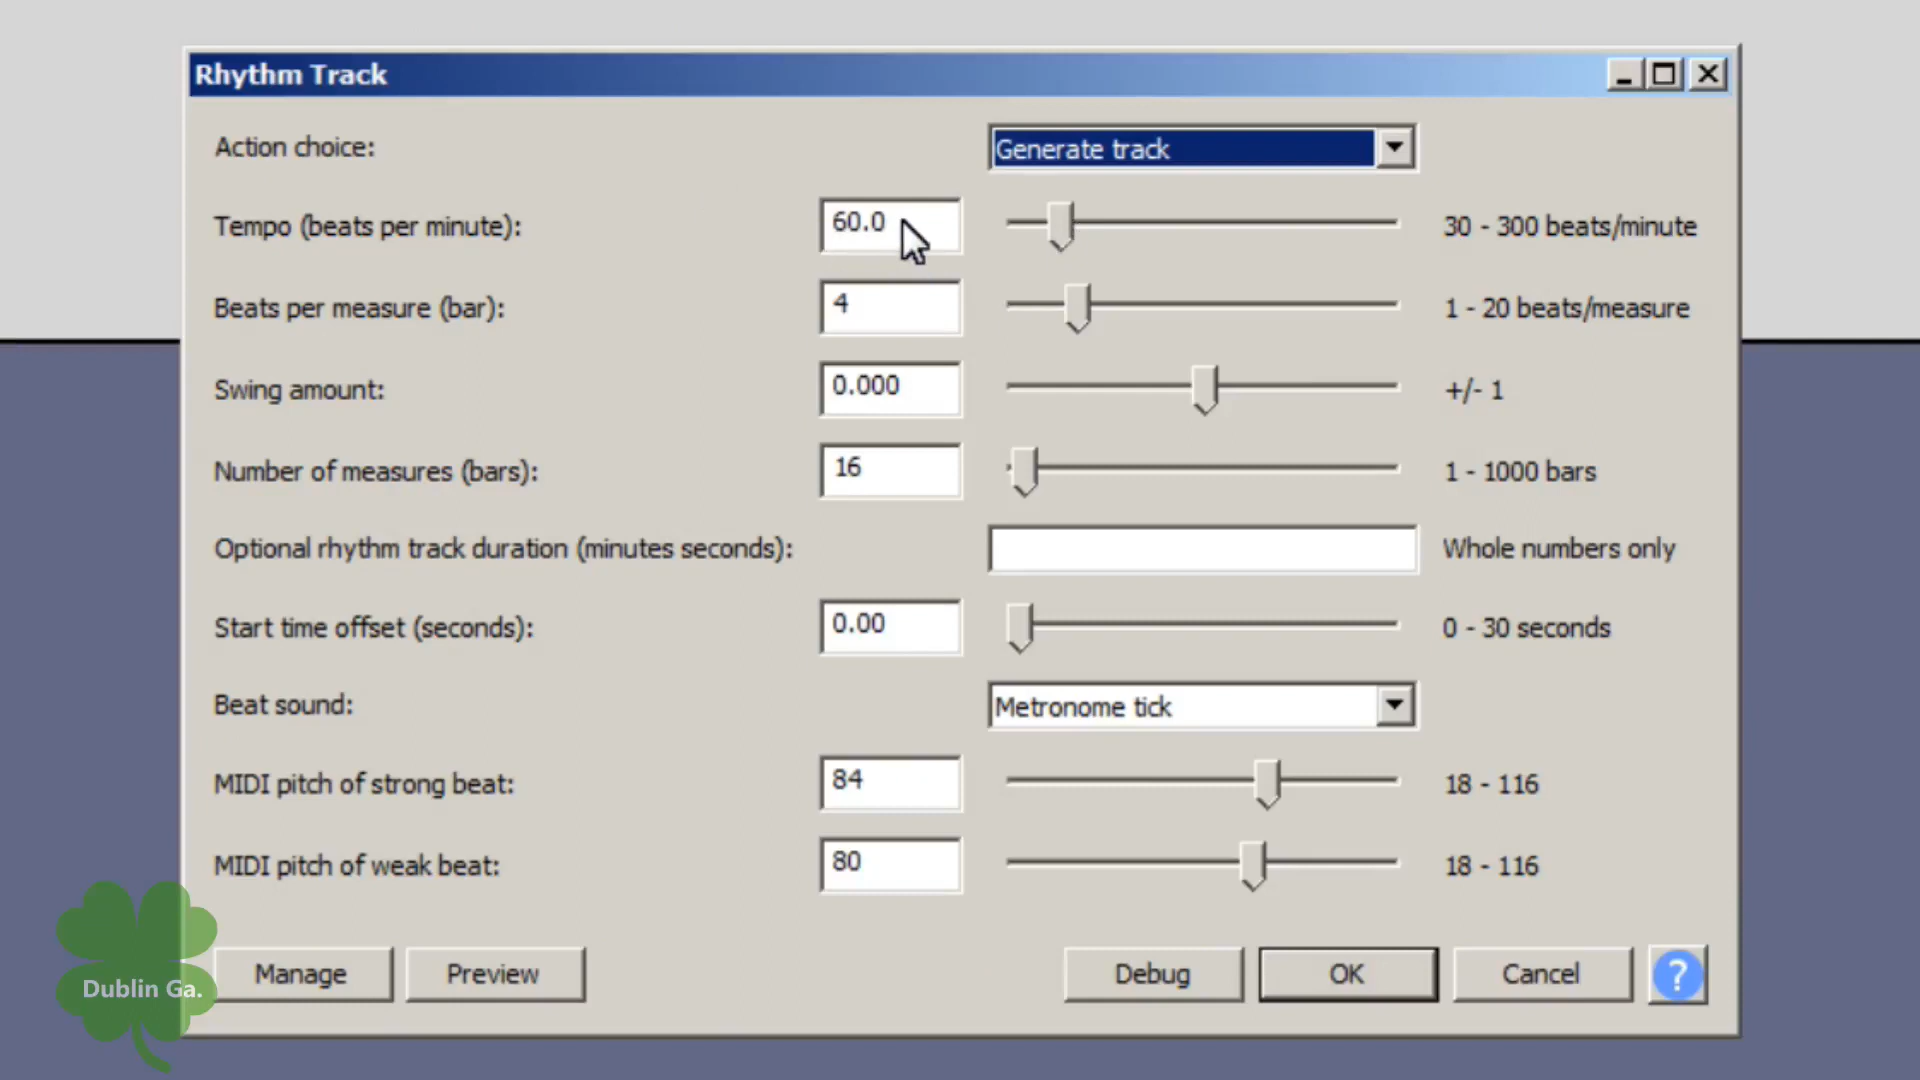 Rhythm Track
Action choice: Generate track
Tempo (beats per minute): 60.0 30 - 300 beats/minute
Beats per measure (bar): 4 1 - 20 beats/measure
Swing amount: 0.000 +/- 1
Number of measures (bars): 16 1 - 1000 bars
Optional rhythm track duration (minutes seconds): Whole numbers only
Start time offset (seconds): 0.00 0 - 30 seconds
Beat sound: Metronome tick
MIDI pitch of strong beat: 84 18 - 116
MIDI pitch of weak beat: 80 18 - 116
Manage Preview Debug OK Cancel ?
Dublin Ga.